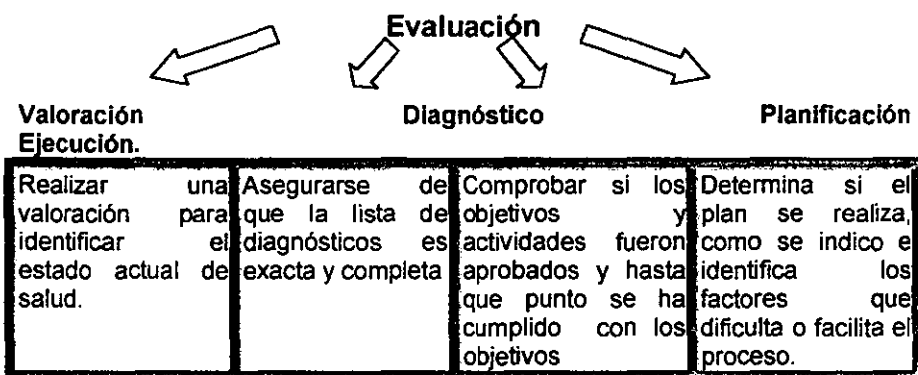 Evaluación
Valoración Diagnóstico Planificación
Ejecución.
Realizar una
valoración para
identificar el
estado actual de
salud.
Asegurarse de
que la lista de
diagnósticos es
exacta y completa
Comprobar si los
objetivos y
actividades fueron
aprobados y hasta
que punto se ha
cumplido con los
objetivos
Determina si el
plan se realiza,
como se indico e
identifica los
factores que
dificulta o facilita el
proceso.